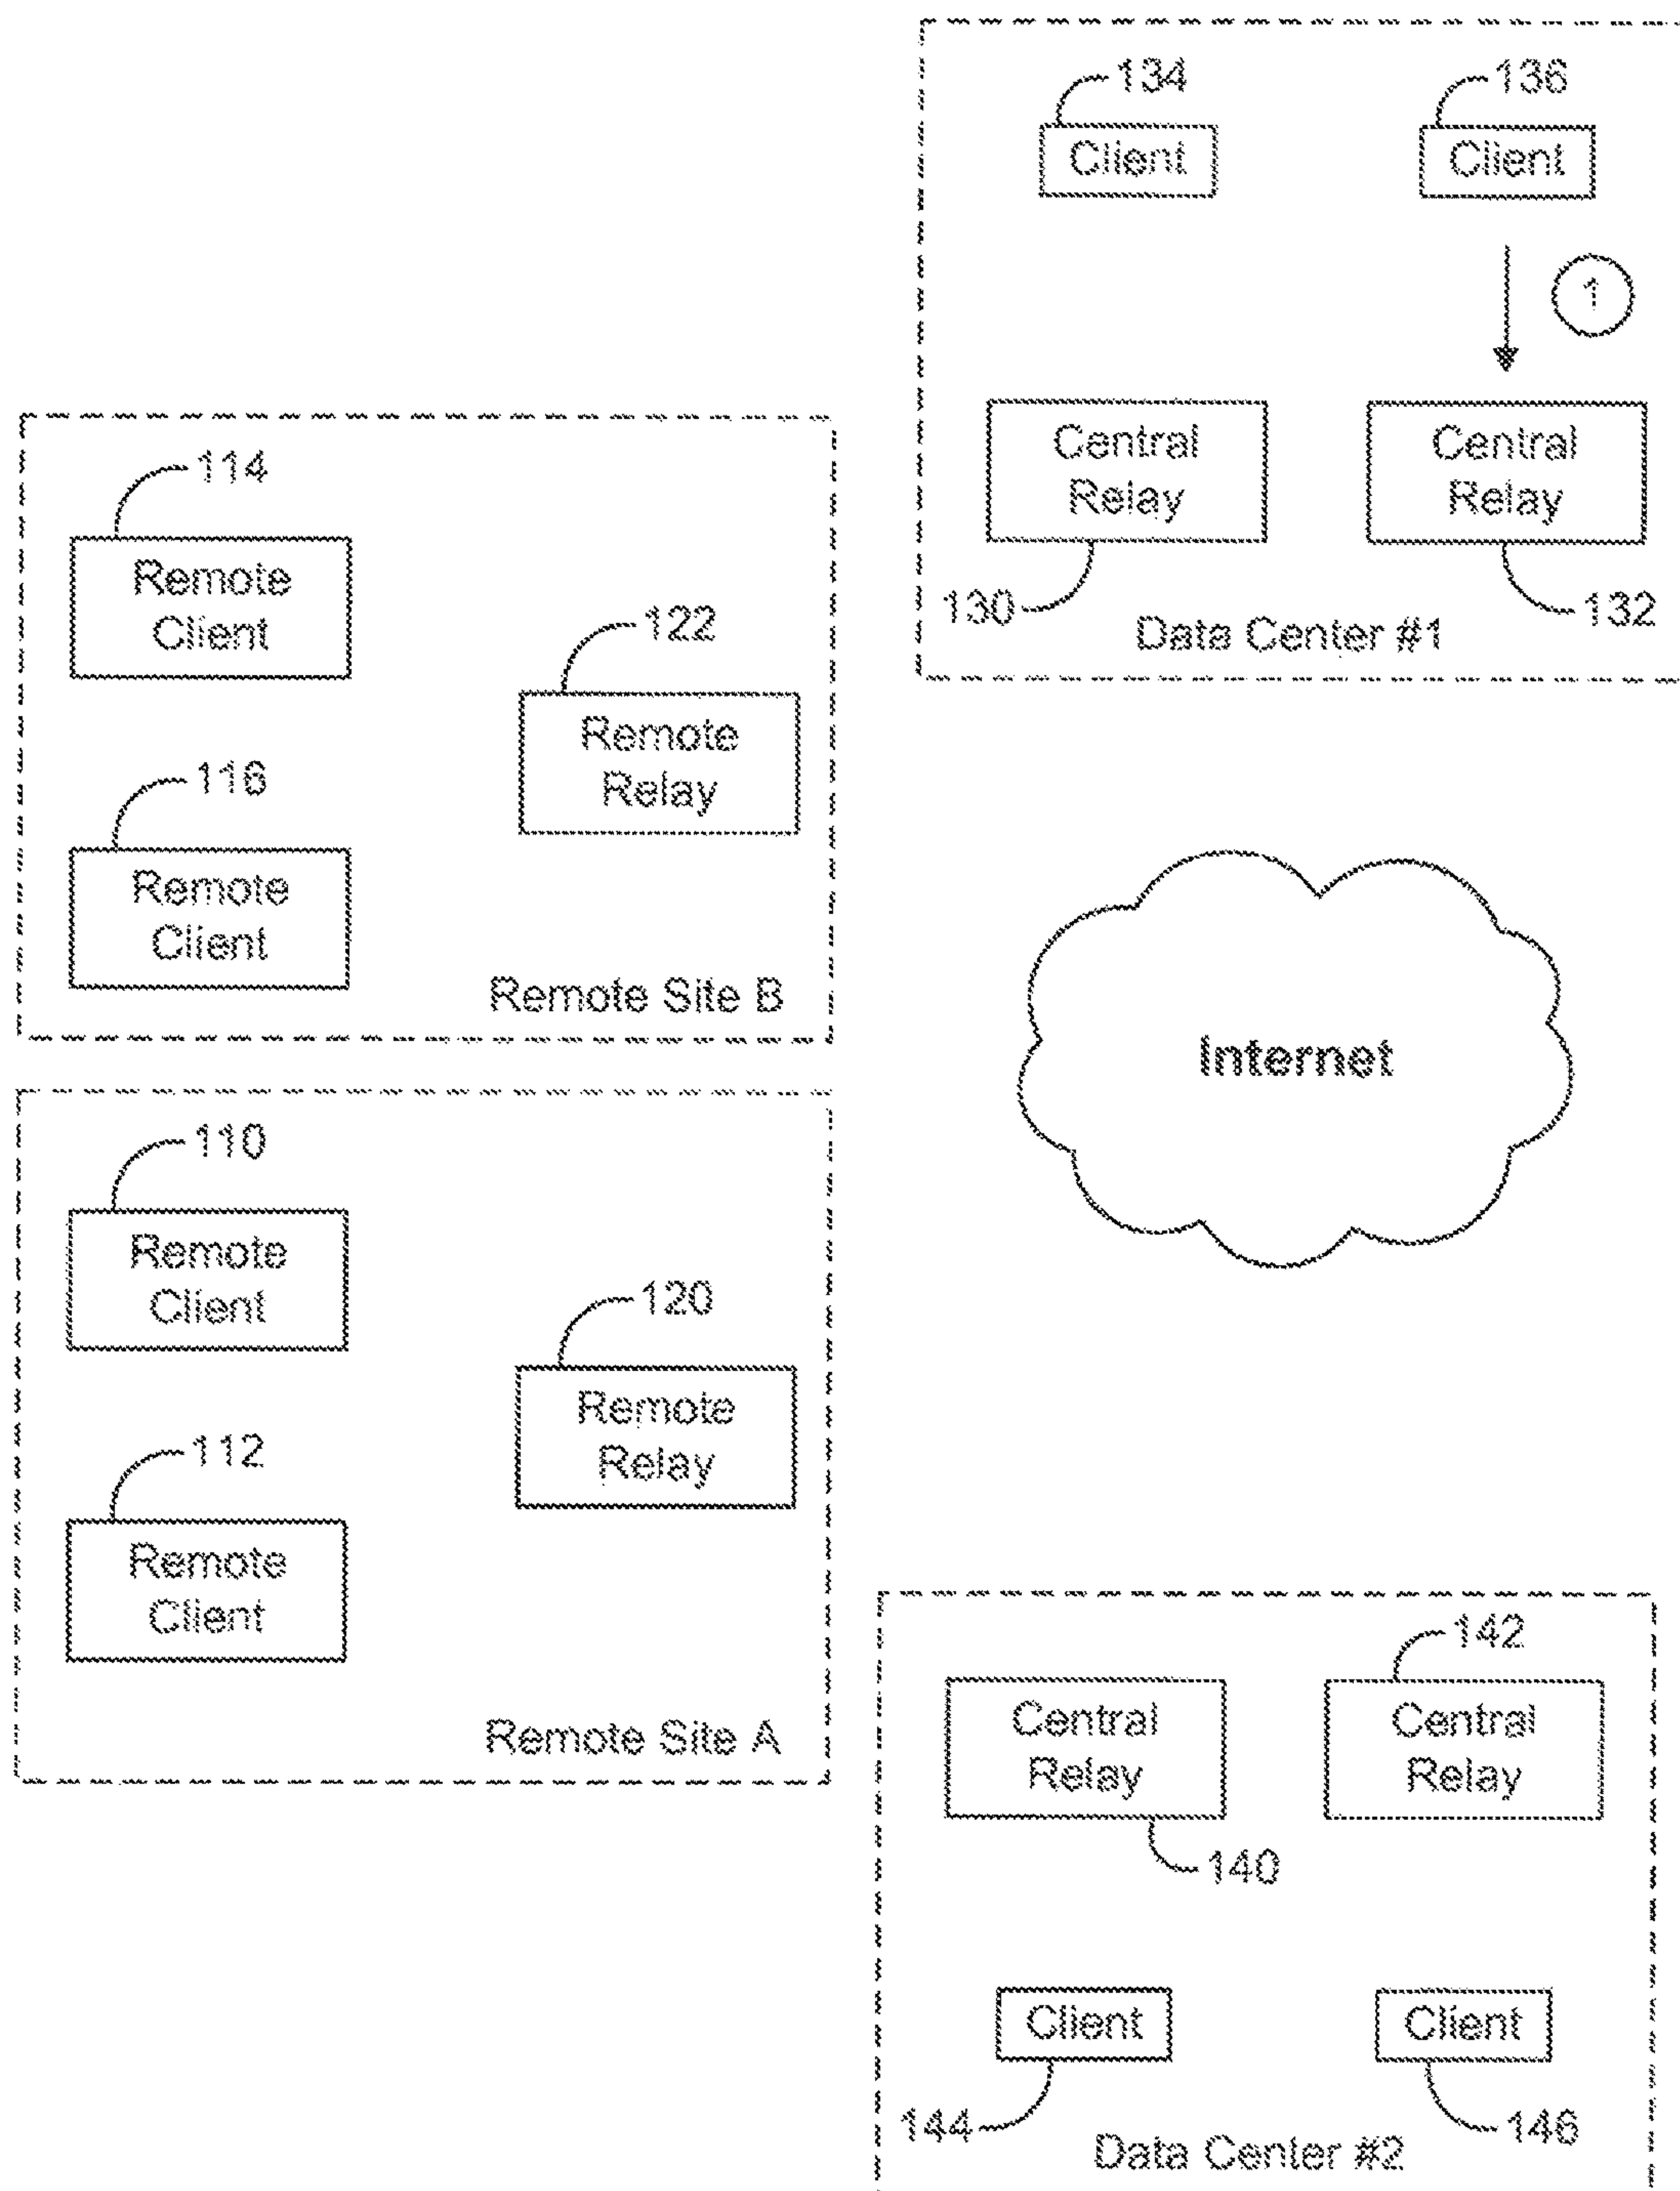 134
136
Client
Client
1
Central
Relay
Central
Relay
130
132
Data Center #1
114
Remote
Client
122
Remote
Relay
116
Remote
Client
Remote Site B
Internet
110
Remote
Client
120
Remote
Relay
112
Remote
Client
Remote Site A
142
Central
Relay
Central
Relay
140
Client
Client
144
146
Data Center #2